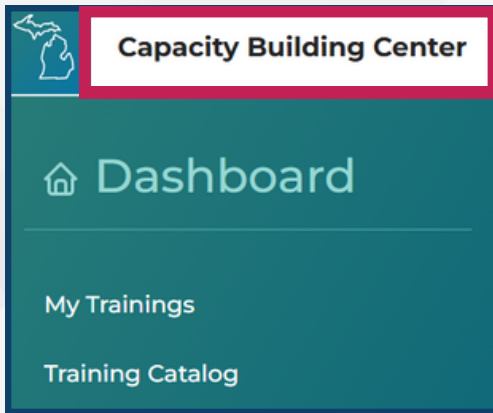 Capacity Building Center
Dashboard
My Trainings
Training Catalog